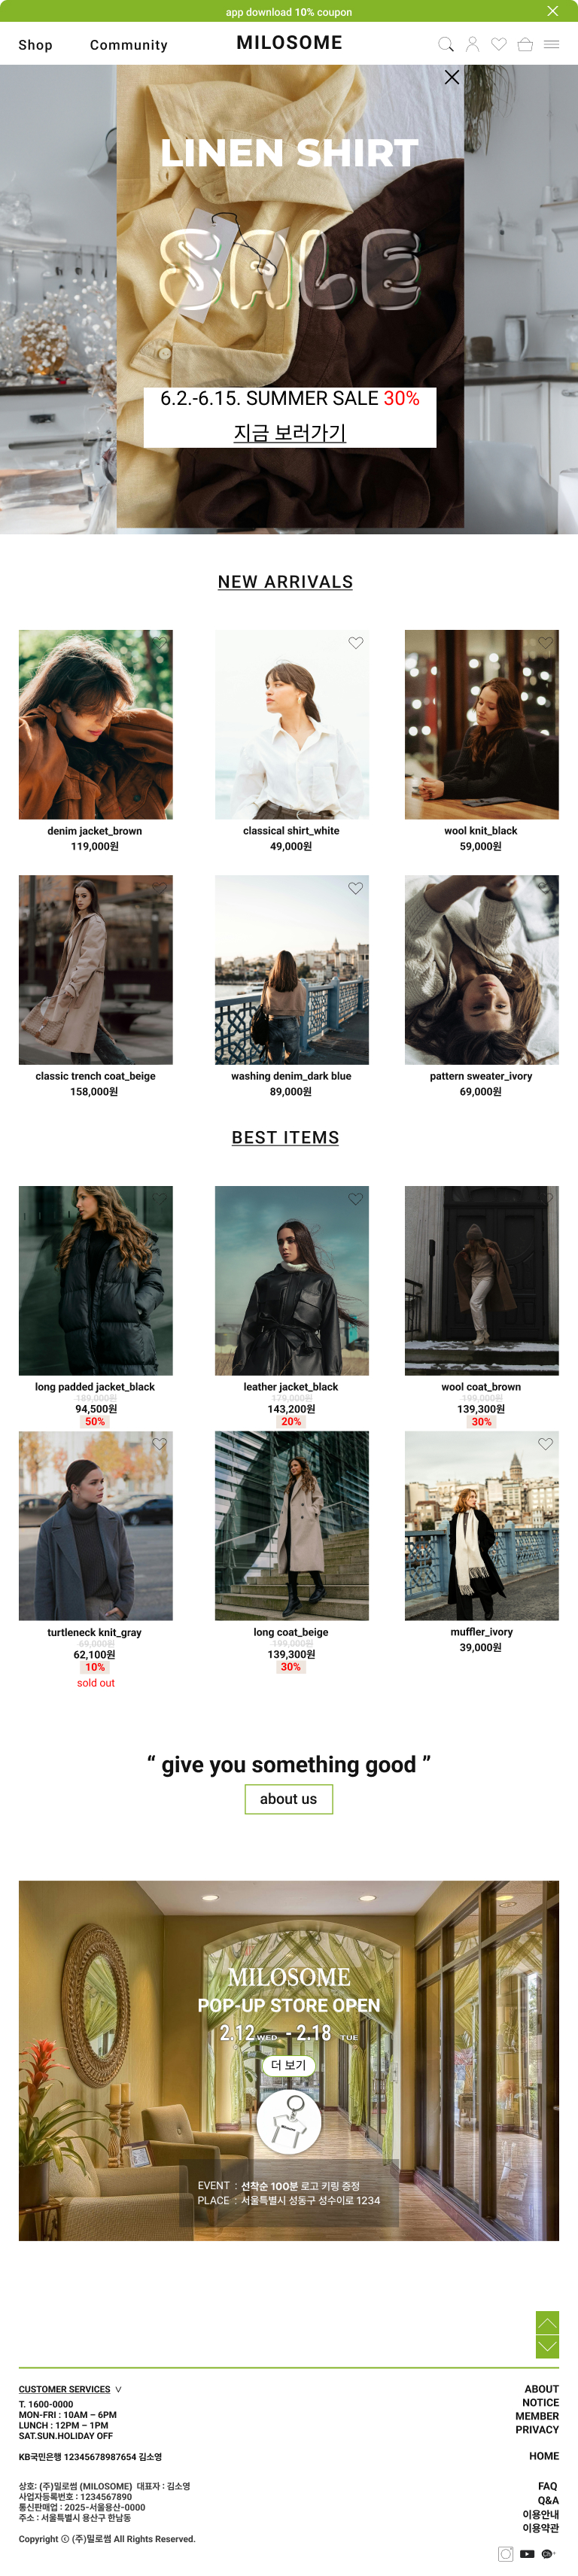 app download 10% coupon
Shop Community MILOSOME
LINEN SHIRT
SALE
6.2.-6.15. SUMMER SALE 30%
지금 보러가기
NEW ARRIVALS
denim jacket_brown
119,000원
classical shirt_white
49,000원
wool knit_black
59,000원
classic trench coat_beige
158,000원
washing denim_dark blue
89,000원
pattern sweater_ivory
69,000원
BEST ITEMS
long padded jacket_black
189,000원
94,500원
50%
leather jacket_black
179,000원
143,200원
20%
wool coat_brown
199,000원
139,300원
30%
turtleneck knit_gray
69,000원
62,100원
10%
sold out
long coat_beige
199,000원
139,300원
30%
muffler_ivory
39,000원
“ give you something good ”
about us
MILOSOME
POP-UP STORE OPEN
2.12 WED - 2.18 TUE
더 보기
EVENT : 선착순 100분 로고 키링 증정
PLACE : 서울특별시 성동구 성수이로 1234
CUSTOMER SERVICES
T. 1600-0000
MON-FRI : 10AM – 6PM
LUNCH : 12PM – 1PM
SAT.SUN.HOLIDAY OFF
KB국민은행 12345678987654 김소영
상호: (주)밀로썸 (MILOSOME) 대표자 : 김소영
사업자등록번호 : 1234567890
통신판매업 : 2025-서울용산-0000
주소 : 서울특별시 용산구 한남동
Copyright ⓒ (주)밀로썸 All Rights Reserved.
ABOUT
NOTICE
MEMBER
PRIVACY
HOME
FAQ
Q&A
이용안내
이용약관